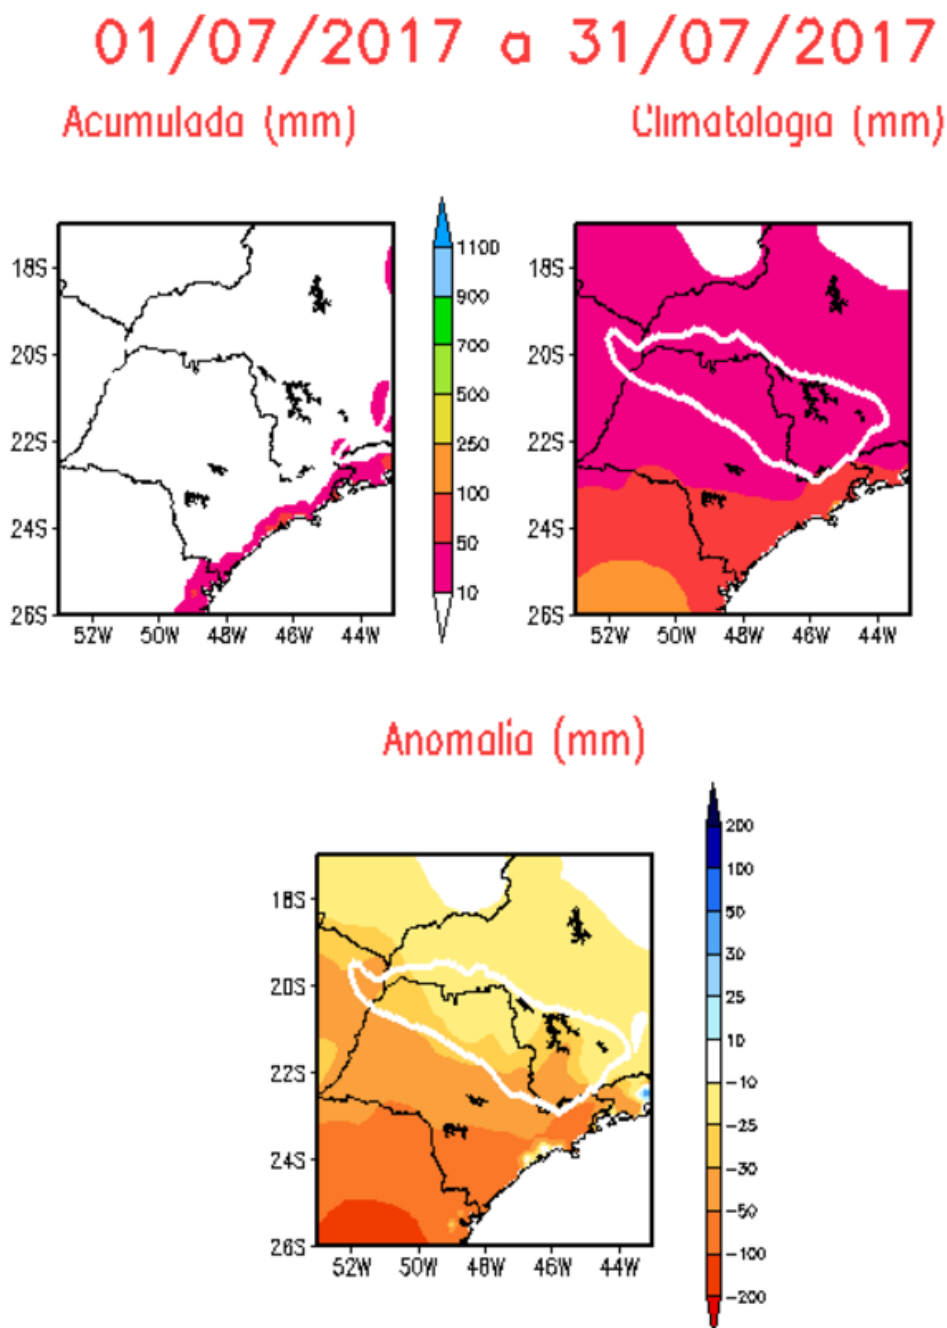 01/07/2017 a 31/07/2017
Acumulada (mm)
Climatologia (mm)
18S
20S
22S
24S
26S
52W 50W 48W 46W 44W
1100
900
700
500
250
100
50
10
18S
20S
22S
24S
26S
52W 50W 48W 46W 44W
Anomalia (mm)
18S
20S
22S
24S
26S
52W 50W 48W 46W 44W
200
100
50
30
25
10
-10
-25
-30
-50
-100
-200